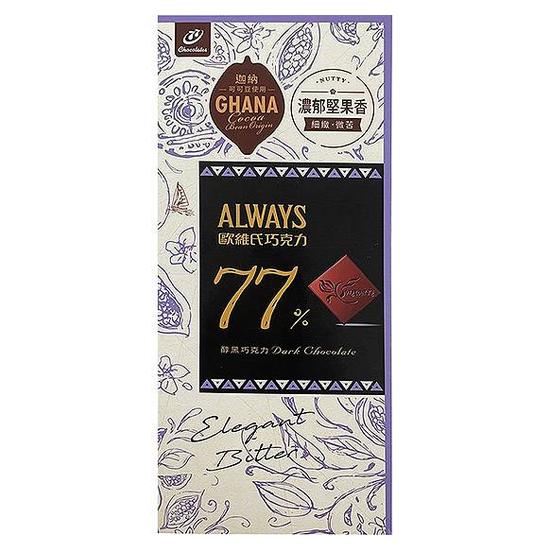 77
Chocolates
迦納
可可豆使用
GHANA
Cocoa
Bean Origin
NUTTY
濃郁堅果香
細緻·微苦
ALWAYS
歐維氏巧克力
77%
醇黑巧克力 Dark Chocolate
Elegant
Bitter